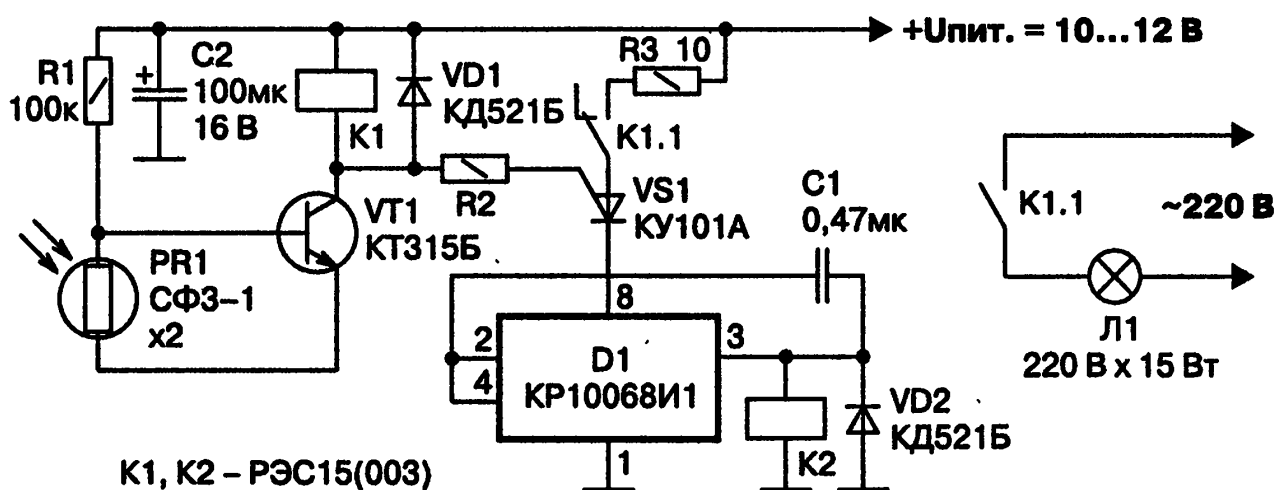 +Uпит. = 10...12 В
R1
100к
+
C2
100мк
16 В
K1
VD1
КД521Б
R3 10
K1.1
R2
VS1
КУ101А
C1
0,47мк
K1.1
~220 В
VT1
КТ315Б
PR1
СФ3-1
x2
Л1
220 В x 15 Вт
8
2
4
3
D1
КР10068И1
1
K2
VD2
КД521Б
K1, K2 – РЭС15(003)